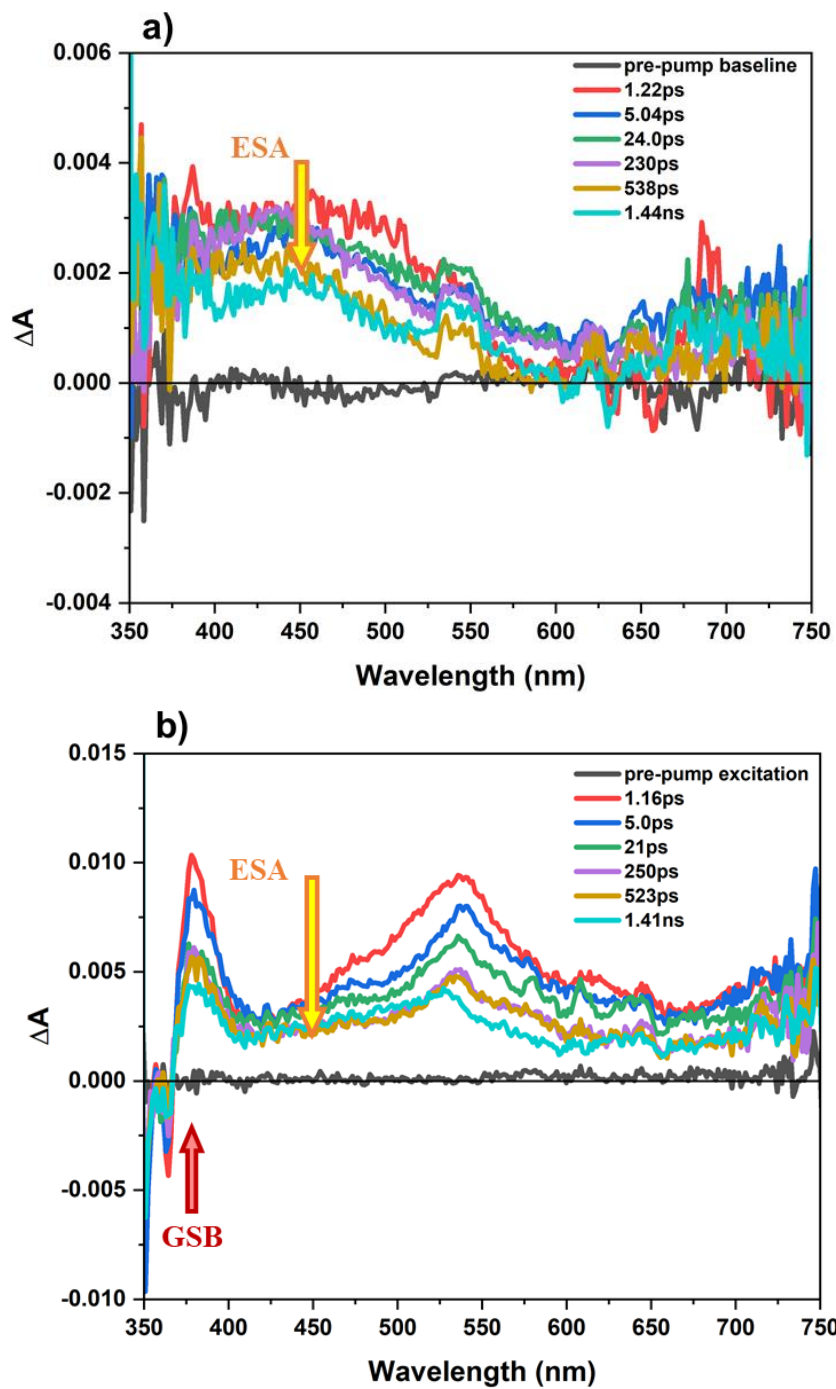 a)
0.006
0.004
0.002
0.000
-0.002
-0.004
ΔA
ESA
pre-pump baseline
1.22ps
5.04ps
24.0ps
230ps
538ps
1.44ns
350 400 450 500 550 600 650 700 750
Wavelength (nm)
b)
0.015
0.010
0.005
0.000
-0.005
-0.010
ΔA
ESA
GSB
pre-pump excitation
1.16ps
5.0ps
21ps
250ps
523ps
1.41ns
350 400 450 500 550 600 650 700 750
Wavelength (nm)